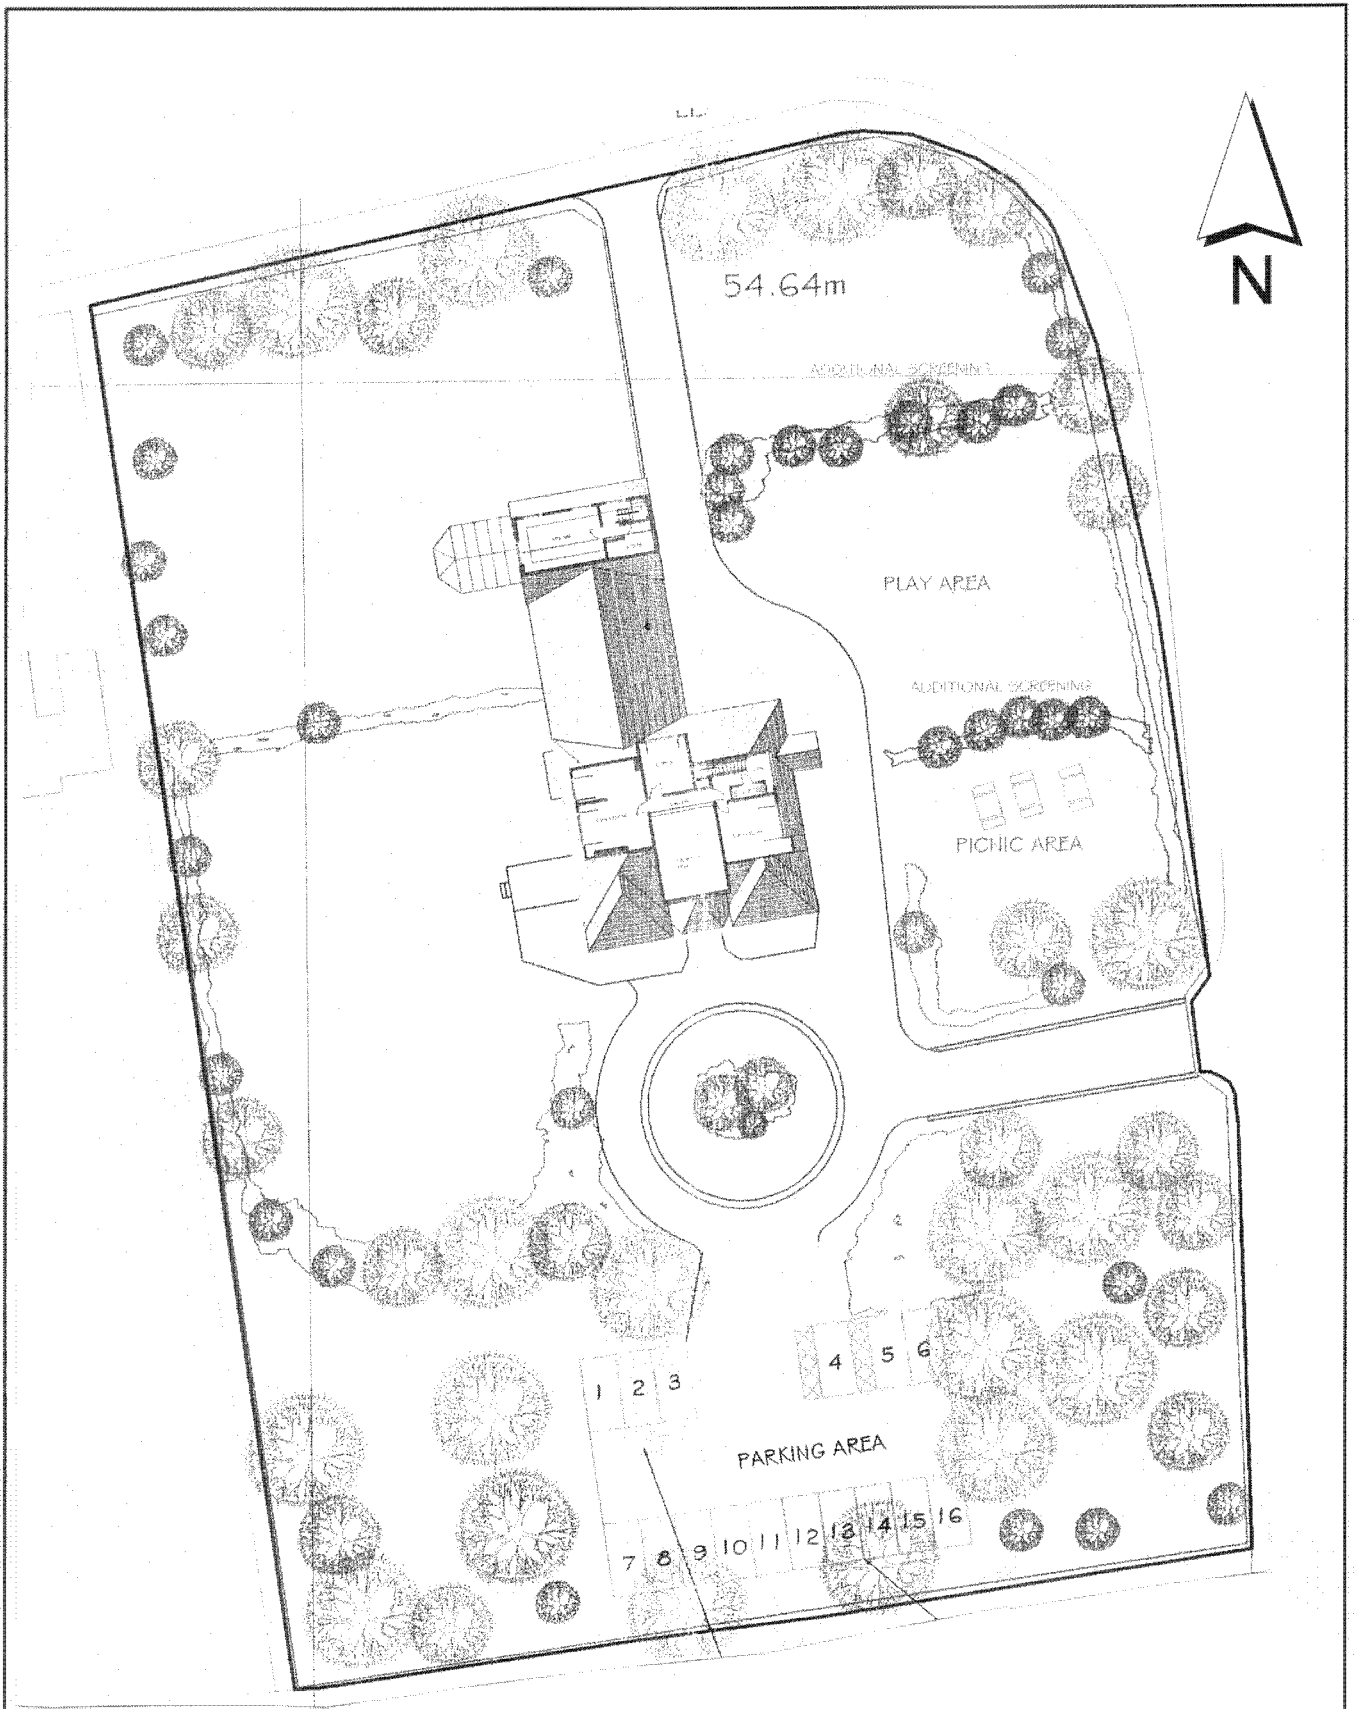 N
54.64m
ADDITIONAL SCREENING
PLAY AREA
ADDITIONAL SCREENING
PICNIC AREA
1 2 3
4 5 6
PARKING AREA
7 8 9 10 11 12 13 14 15 16